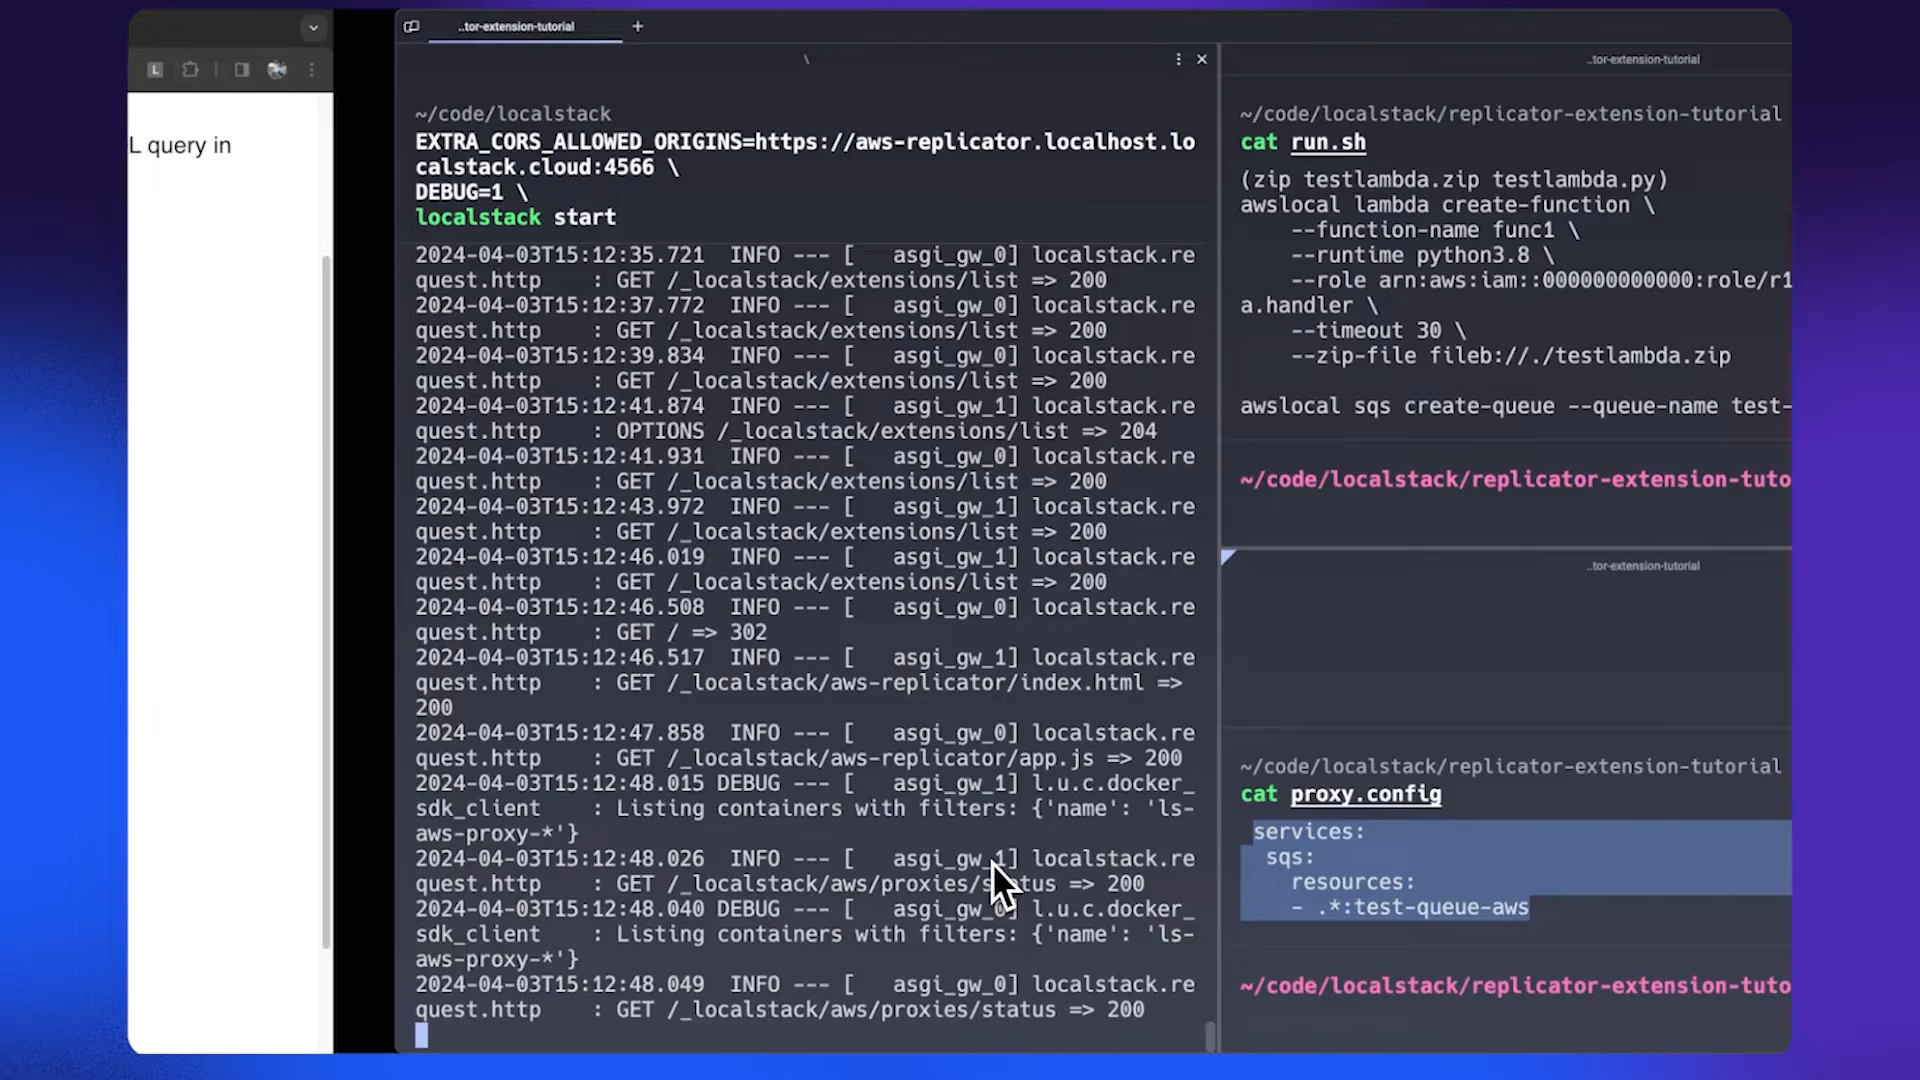 ..tor-extension-tutorial
+
\
..tor-extension-tutorial
L
L query in
~/code/localstack
EXTRA_CORS_ALLOWED_ORIGINS=https://aws-replicator.localhost.lo
calstack.cloud:4566 \
DEBUG=1 \
localstack start
2024-04-03T15:12:35.721  INFO --- [   asgi_gw_0] localstack.re
quest.http    : GET /_localstack/extensions/list => 200
2024-04-03T15:12:37.772  INFO --- [   asgi_gw_0] localstack.re
quest.http    : GET /_localstack/extensions/list => 200
2024-04-03T15:12:39.834  INFO --- [   asgi_gw_0] localstack.re
quest.http    : GET /_localstack/extensions/list => 200
2024-04-03T15:12:41.874  INFO --- [   asgi_gw_1] localstack.re
quest.http    : OPTIONS /_localstack/extensions/list => 204
2024-04-03T15:12:41.931  INFO --- [   asgi_gw_0] localstack.re
quest.http    : GET /_localstack/extensions/list => 200
2024-04-03T15:12:43.972  INFO --- [   asgi_gw_1] localstack.re
quest.http    : GET /_localstack/extensions/list => 200
2024-04-03T15:12:46.019  INFO --- [   asgi_gw_1] localstack.re
quest.http    : GET /_localstack/extensions/list => 200
2024-04-03T15:12:46.508  INFO --- [   asgi_gw_0] localstack.re
quest.http    : GET / => 302
2024-04-03T15:12:46.517  INFO --- [   asgi_gw_1] localstack.re
quest.http    : GET /_localstack/aws-replicator/index.html =>
200
2024-04-03T15:12:47.858  INFO --- [   asgi_gw_0] localstack.re
quest.http    : GET /_localstack/aws-replicator/app.js => 200
2024-04-03T15:12:48.015 DEBUG --- [   asgi_gw_1] l.u.c.docker_
sdk_client    : Listing containers with filters: {'name': 'ls-
aws-proxy-*'}
2024-04-03T15:12:48.026  INFO --- [   asgi_gw_1] localstack.re
quest.http    : GET /_localstack/aws/proxies/status => 200
2024-04-03T15:12:48.040 DEBUG --- [   asgi_gw_0] l.u.c.docker_
sdk_client    : Listing containers with filters: {'name': 'ls-
aws-proxy-*'}
2024-04-03T15:12:48.049  INFO --- [   asgi_gw_0] localstack.re
quest.http    : GET /_localstack/aws/proxies/status => 200
~/code/localstack/replicator-extension-tutorial
cat run.sh
(zip testlambda.zip testlambda.py)
awslocal lambda create-function \
    --function-name func1 \
    --runtime python3.8 \
    --role arn:aws:iam::000000000000:role/r1
a.handler \
    --timeout 30 \
    --zip-file fileb://./testlambda.zip
awslocal sqs create-queue --queue-name test-
~/code/localstack/replicator-extension-tuto
..tor-extension-tutorial
~/code/localstack/replicator-extension-tutorial
cat proxy.config
services:
  sqs:
    resources:
    - .*:test-queue-aws
~/code/localstack/replicator-extension-tuto